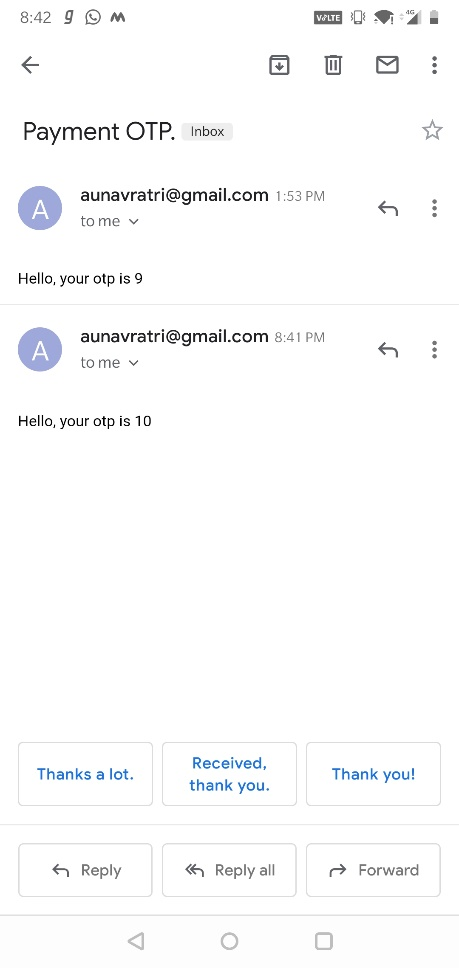 8:42 g VoLTE 4G
Payment OTP. Inbox
A aunavratri@gmail.com 1:53 PM
to me
Hello, your otp is 9
A aunavratri@gmail.com 8:41 PM
to me
Hello, your otp is 10
Thanks a lot.
Received,
thank you.
Thank you!
Reply
Reply all
Forward